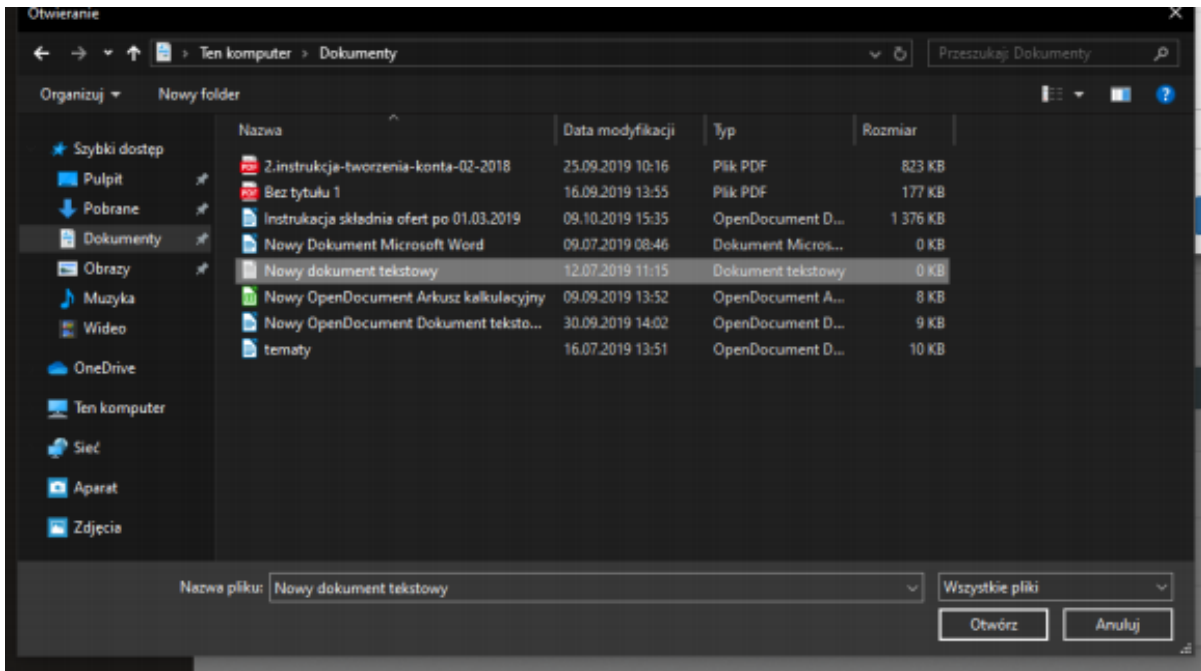 Otwieranie
Ten komputer > Dokumenty
Przeszukaj: Dokumenty
Organizuj
Nowy folder
Nazwa Data modyfikacji Typ Rozmiar
Szybki dostęp
Pulpit
Pobrane
Dokumenty
Obrazy
Muzyka
Wideo
OneDrive
Ten komputer
Sieć
Aparat
Zdjęcia
2.instrukcja-tworzenia-konta-02-2018 25.09.2019 10:16 Plik PDF 823 KB
Bez tytułu 1 16.09.2019 13:55 Plik PDF 177 KB
Instrukacja składnia ofert po 01.03.2019 09.10.2019 15:35 OpenDocument D... 1 376 KB
Nowy Dokument Microsoft Word 09.07.2019 08:46 Dokument Micros... 0 KB
Nowy dokument tekstowy 12.07.2019 11:15 Dokument tekstowy 0 KB
Nowy OpenDocument Arkusz kalkulacyjny 09.09.2019 13:52 OpenDocument A... 8 KB
Nowy OpenDocument Dokument teksto... 30.09.2019 14:02 OpenDocument D... 9 KB
tematy 16.07.2019 13:51 OpenDocument D... 10 KB
Nazwa pliku: Nowy dokument tekstowy
Wszystkie pliki
Otwórz Anuluj